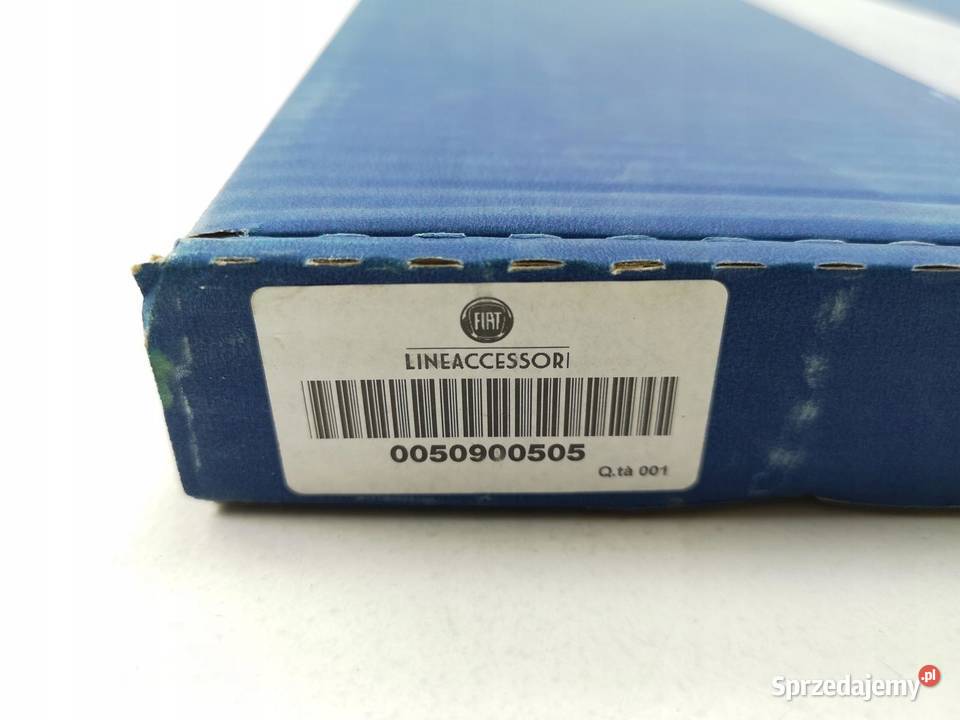 FIAT
LINEACCESSORI
0050900505
Q.tà 001
Sprzedajemy.pl